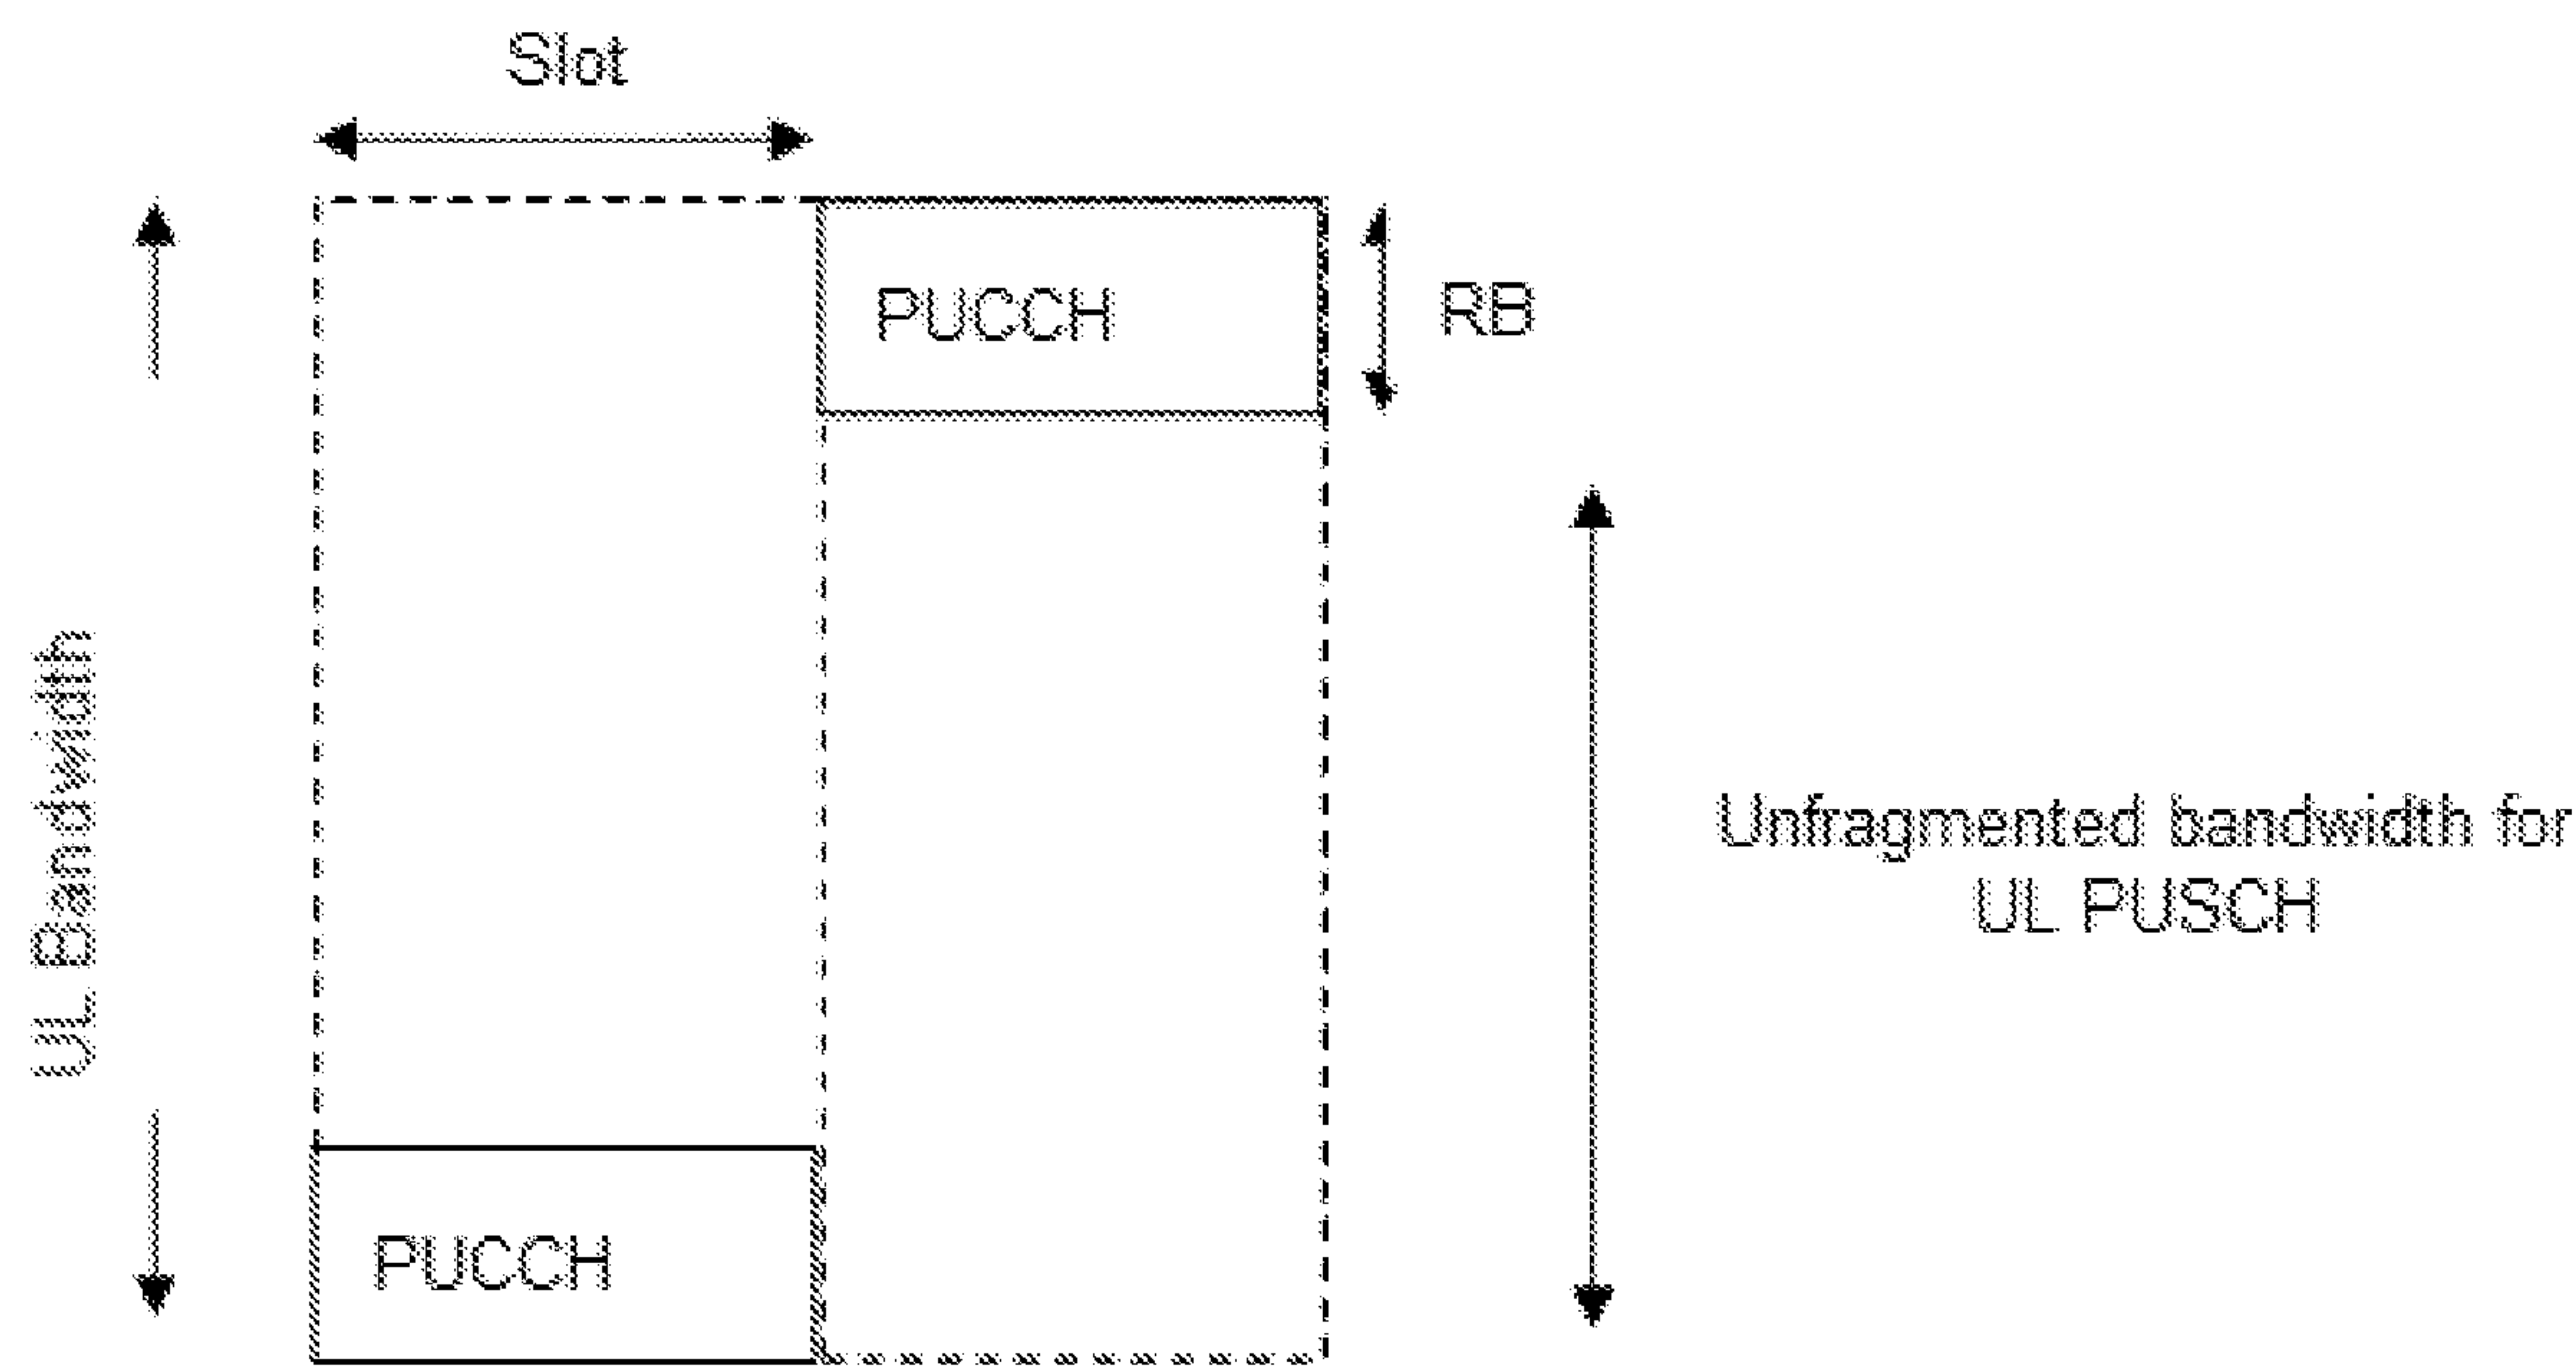 Slot
PUCCH
RB
UL Bandwidth
Unfragmented bandwidth for
UL PUSCH
PUCCH